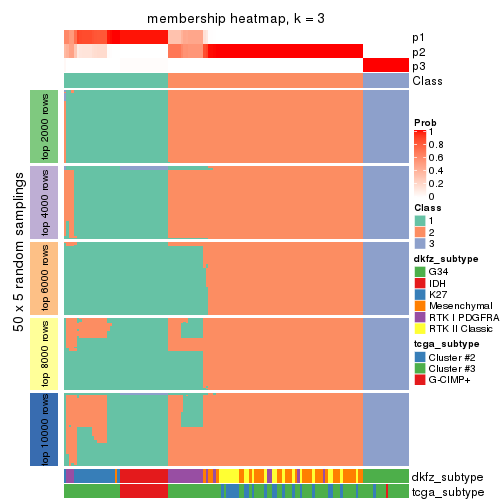 membership heatmap, k = 3
p1
p2
p3
Class
50 x 5 random samplings
top 2000 rows
top 4000 rows
top 6000 rows
top 8000 rows
top 10000 rows
Prob
1
0.8
0.6
0.4
0.2
0
Class
1
2
3
dkfz_subtype
G34
IDH
K27
Mesenchymal
RTK I PDGFRA
RTK II Classic
tcga_subtype
Cluster #2
Cluster #3
G-CIMP+
dkfz_subtype
tcga_subtype